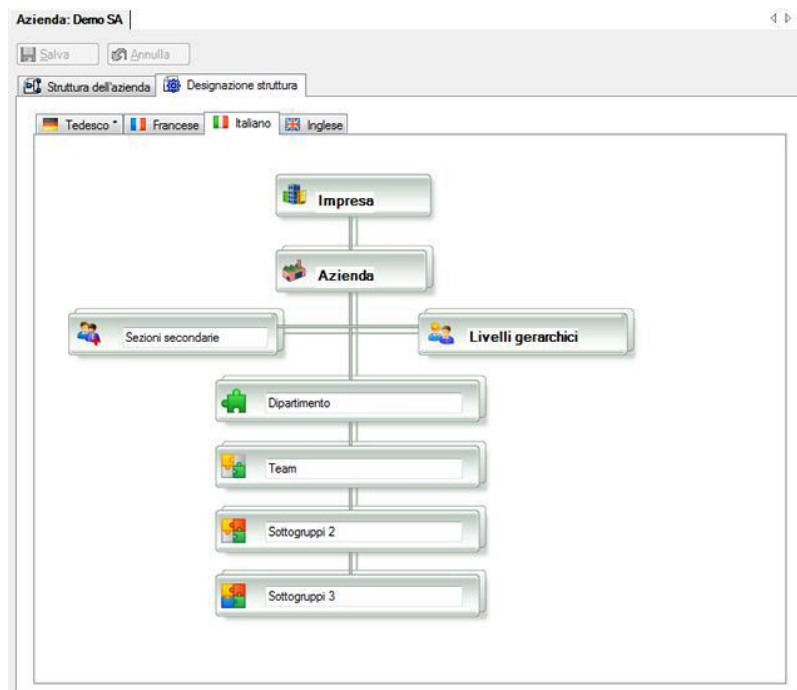 Azienda: Demo SA
Salva Annulla
Struttura dell'azienda Designazione struttura
Tedesco * Francese Italiano Inglese
Impresa
Azienda
Sezioni secondarie Livelli gerarchici
Dipartimento
Team
Sottogruppi 2
Sottogruppi 3